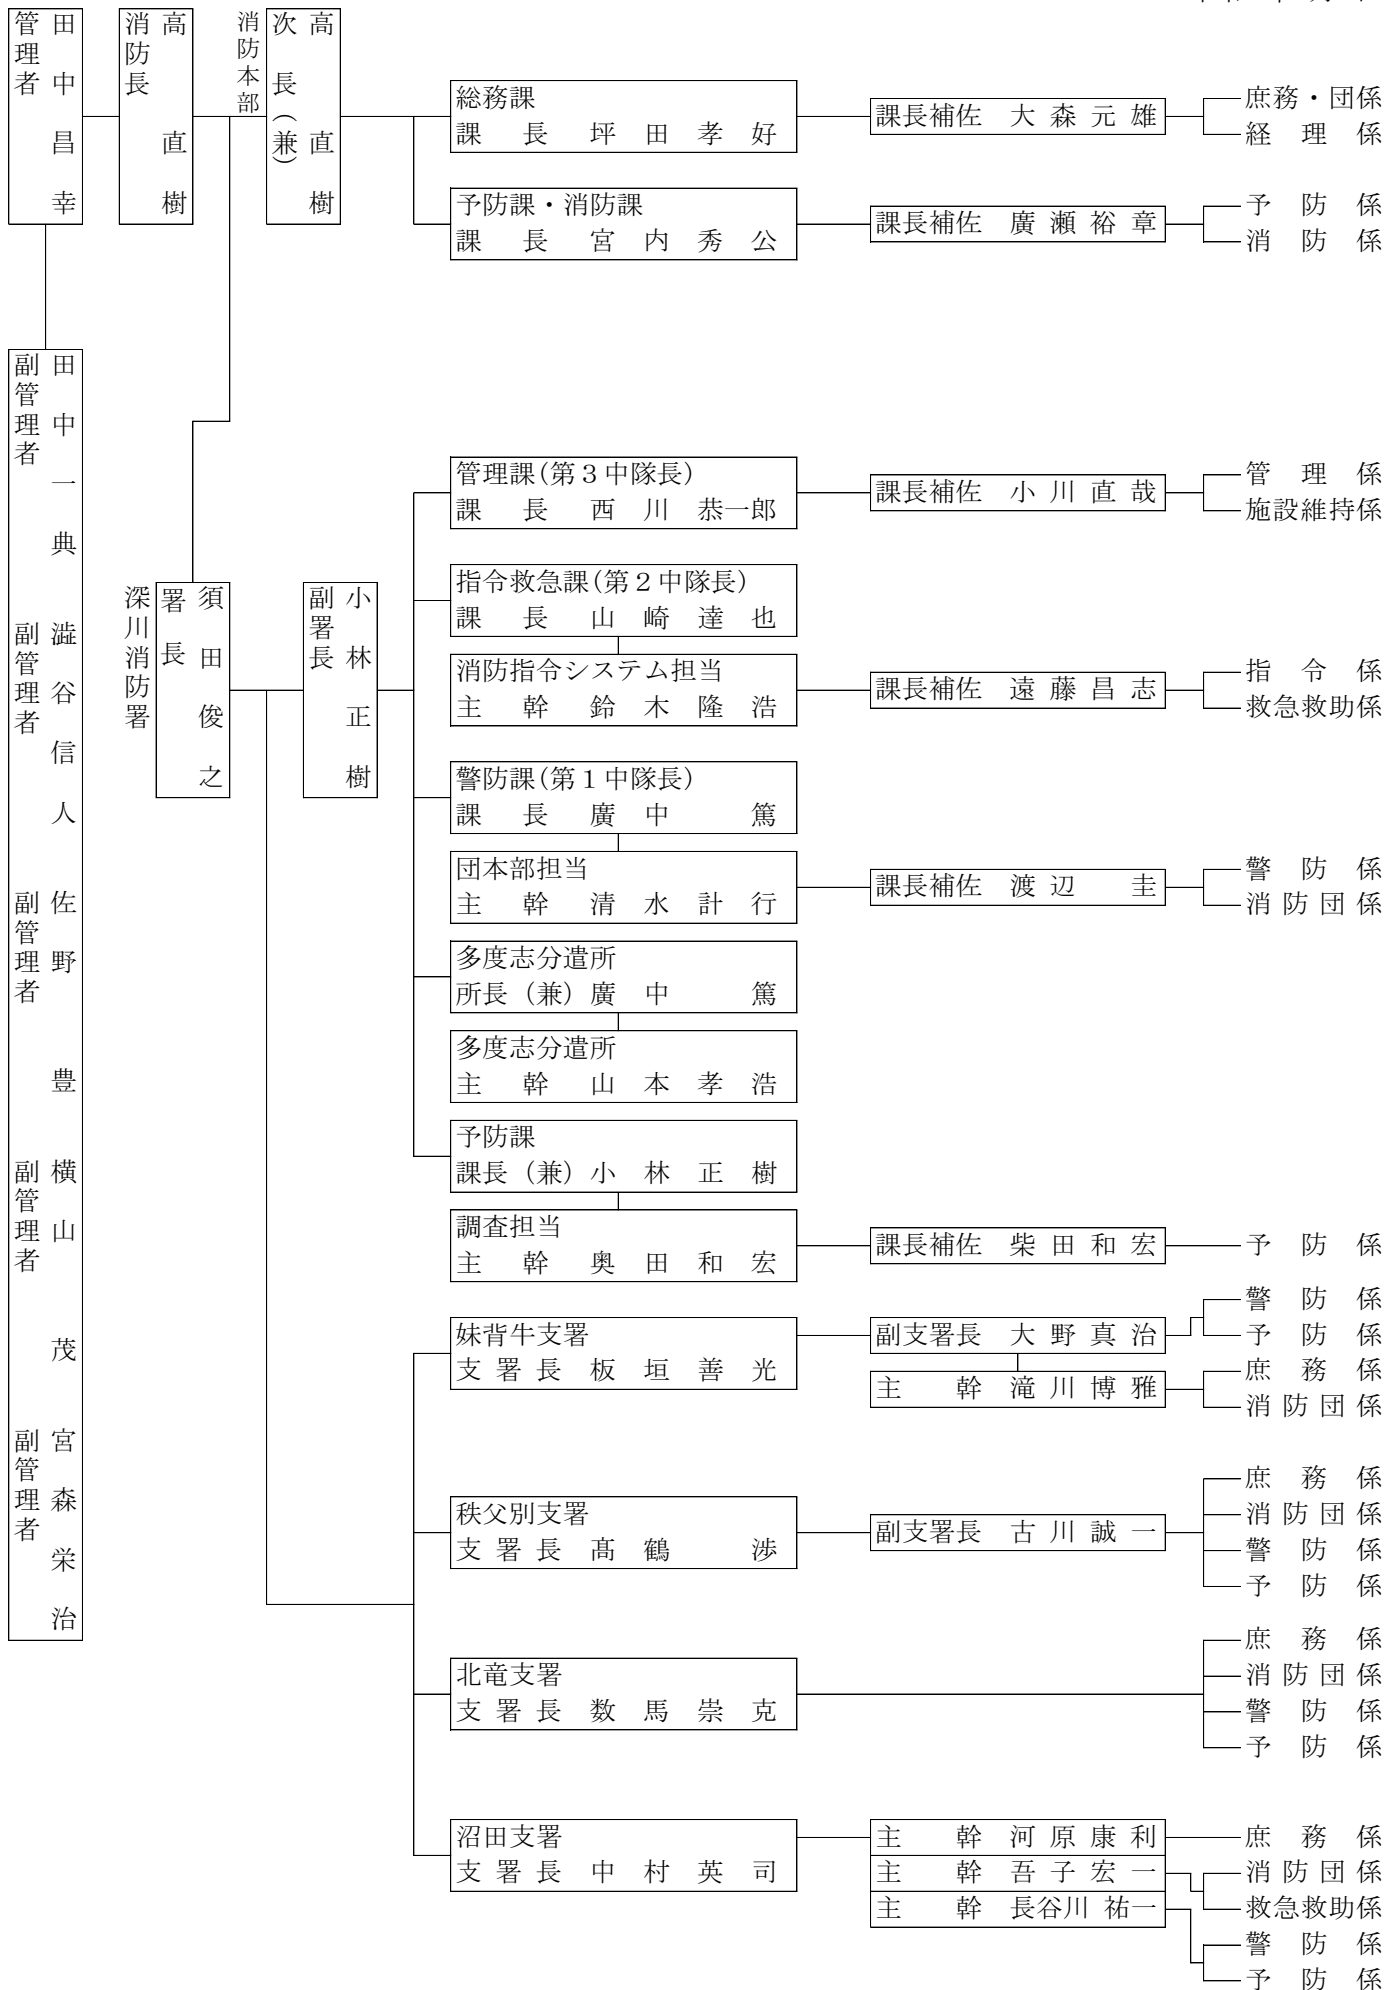 管理者 田中昌幸
消防長 高直樹
消防本部
次長(兼) 高直樹
総務課
課長 坪田孝好
課長補佐 大森元雄
庶務・団係
経理係
予防課・消防課
課長 宮内秀公
課長補佐 廣瀬裕章
予防係
消防係
副管理者 田中一典
副管理者 澁谷信人
副管理者 佐野豊
副管理者 横山茂
副管理者 宮森栄治
深川消防署
署長 須田俊之
副署長 小林正樹
管理課(第3中隊長)
課長 西川恭一郎
課長補佐 小川直哉
管理係
施設維持係
指令救急課(第2中隊長)
課長 山崎達也
消防指令システム担当
主幹 鈴木隆浩
課長補佐 遠藤昌志
指令係
救急救助係
警防課(第1中隊長)
課長 廣中篤
団本部担当
主幹 清水計行
課長補佐 渡辺圭
警防係
消防団係
多度志分遣所
所長(兼)廣中篤
多度志分遣所
主幹 山本孝浩
予防課
課長(兼)小林正樹
調査担当
主幹 奥田和宏
課長補佐 柴田和宏
予防係
妹背牛支署
支署長 板垣善光
副支署長 大野真治
警防係
予防係
主幹 滝川博雅
庶務係
消防団係
秩父別支署
支署長 髙鶴渉
副支署長 古川誠一
庶務係
消防団係
警防係
予防係
北竜支署
支署長 数馬崇克
庶務係
消防団係
警防係
予防係
沼田支署
支署長 中村英司
主幹 河原康利
庶務係
主幹 吾子宏一
消防団係
救急救助係
主幹 長谷川祐一
警防係
予防係